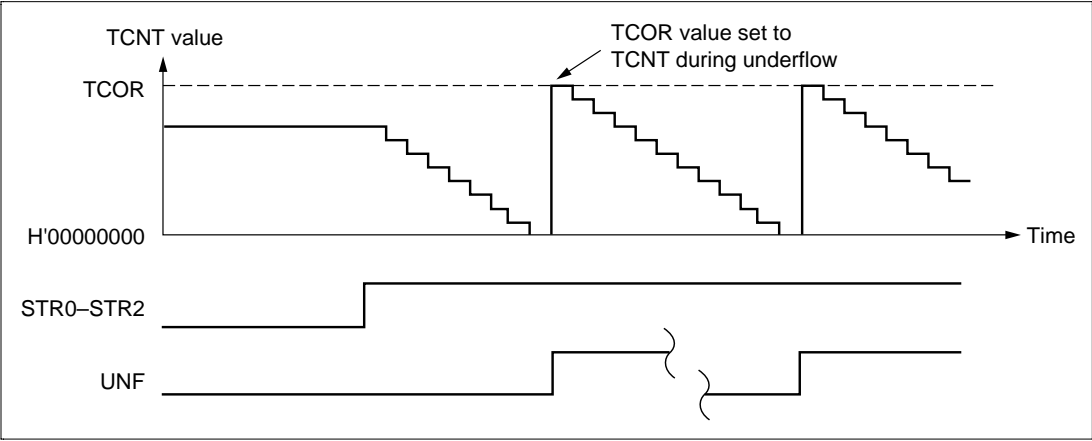 TCNT value
TCOR value set to
TCNT during underflow
TCOR
H'00000000
Time
STR0–STR2
UNF